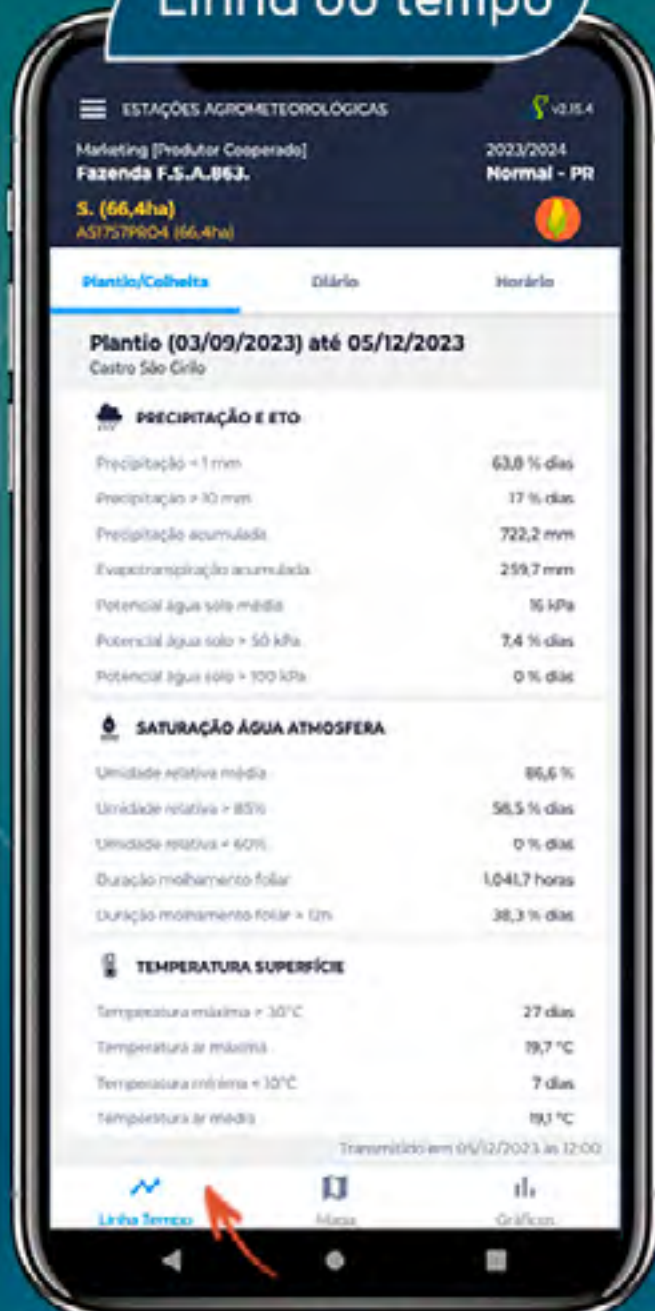 Linha do tempo
ESTAÇÕES AGROMETEOROLÓGICAS v2.15.4
Marketing [Produtor Cooperado] 2023/2024
Fazenda F.S.A.863. Normal - PR
S. (66,4ha)
AS1757PRO4 (66,4ha)
Plantio/Colheita Diário Horário
Plantio (03/09/2023) até 05/12/2023
Castro São Cirilo
PRECIPITAÇÃO E ETO
Precipitação < 1 mm 63,8 % dias
Precipitação > 10 mm 17 % dias
Precipitação acumulada 722,2 mm
Evapotranspiração acumulada 259,7 mm
Potencial água solo média 16 kPa
Potencial água solo > 50 kPa 7,4 % dias
Potencial água solo > 100 kPa 0 % dias
SATURAÇÃO ÁGUA ATMOSFERA
Umidade relativa média 86,6 %
Umidade relativa > 85% 58,5 % dias
Umidade relativa < 60% 0 % dias
Duração molhamento foliar 1.041,7 horas
Duração molhamento foliar > 12h 38,3 % dias
TEMPERATURA SUPERFÍCIE
Temperatura máxima > 30°C 27 dias
Temperatura ar máxima 19,7 °C
Temperatura mínima < 10°C 7 dias
Temperatura ar média 19,1 °C
Transmitido em 05/12/2023 às 12:00
Linha Tempo Mapa Gráficos